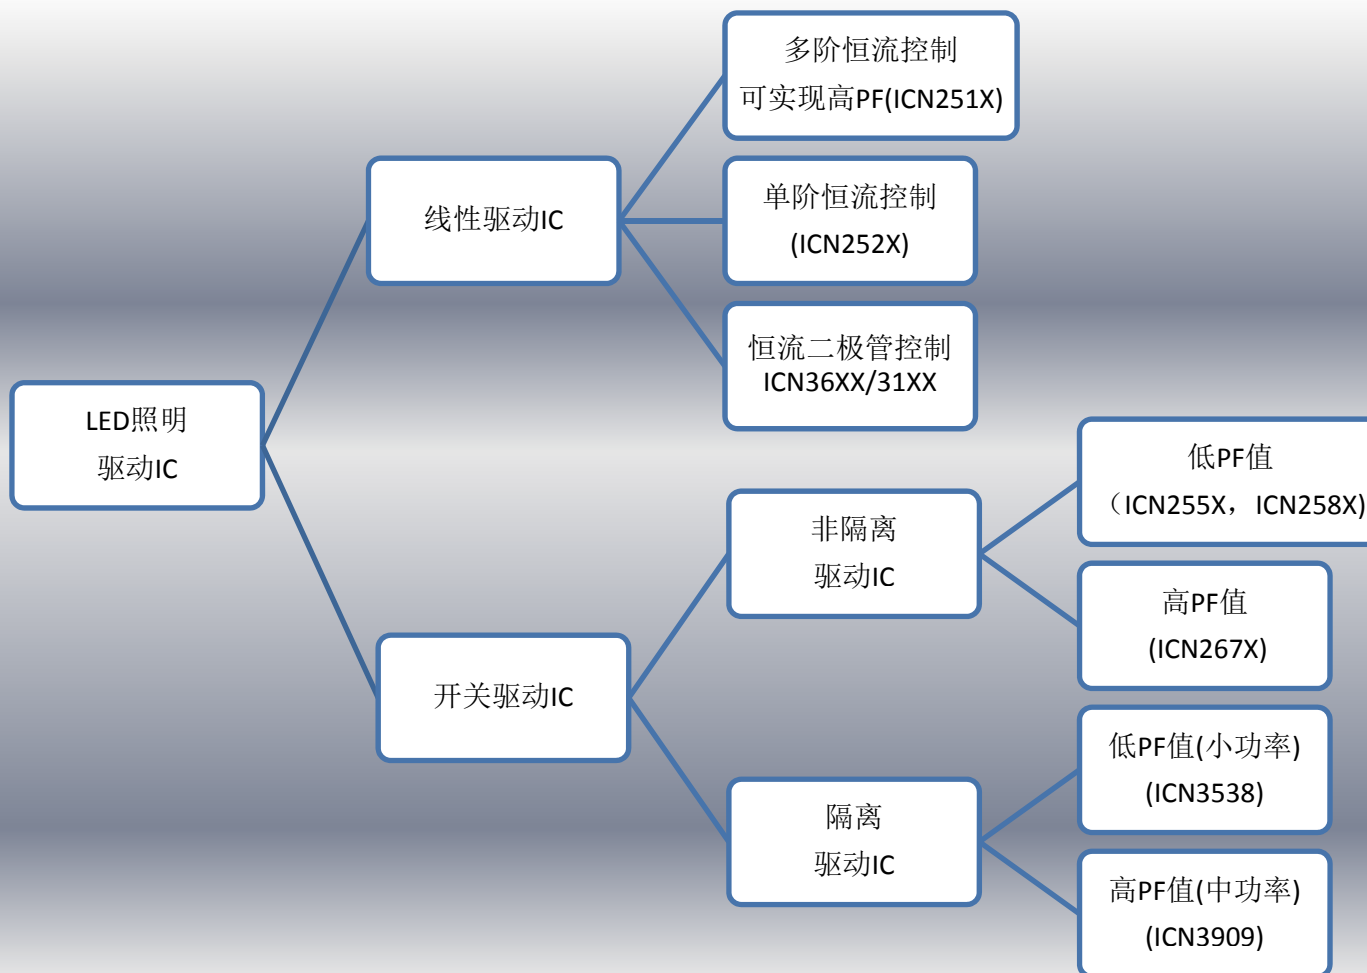 多阶恒流控制
可实现高PF(ICN251X)
线性驱动IC
单阶恒流控制
(ICN252X)
恒流二极管控制
ICN36XX/31XX
LED照明
驱动IC
低PF值
（ICN255X，ICN258X)
非隔离
驱动IC
高PF值
(ICN267X)
开关驱动IC
低PF值(小功率)
(ICN3538)
隔离
驱动IC
高PF值(中功率)
(ICN3909)